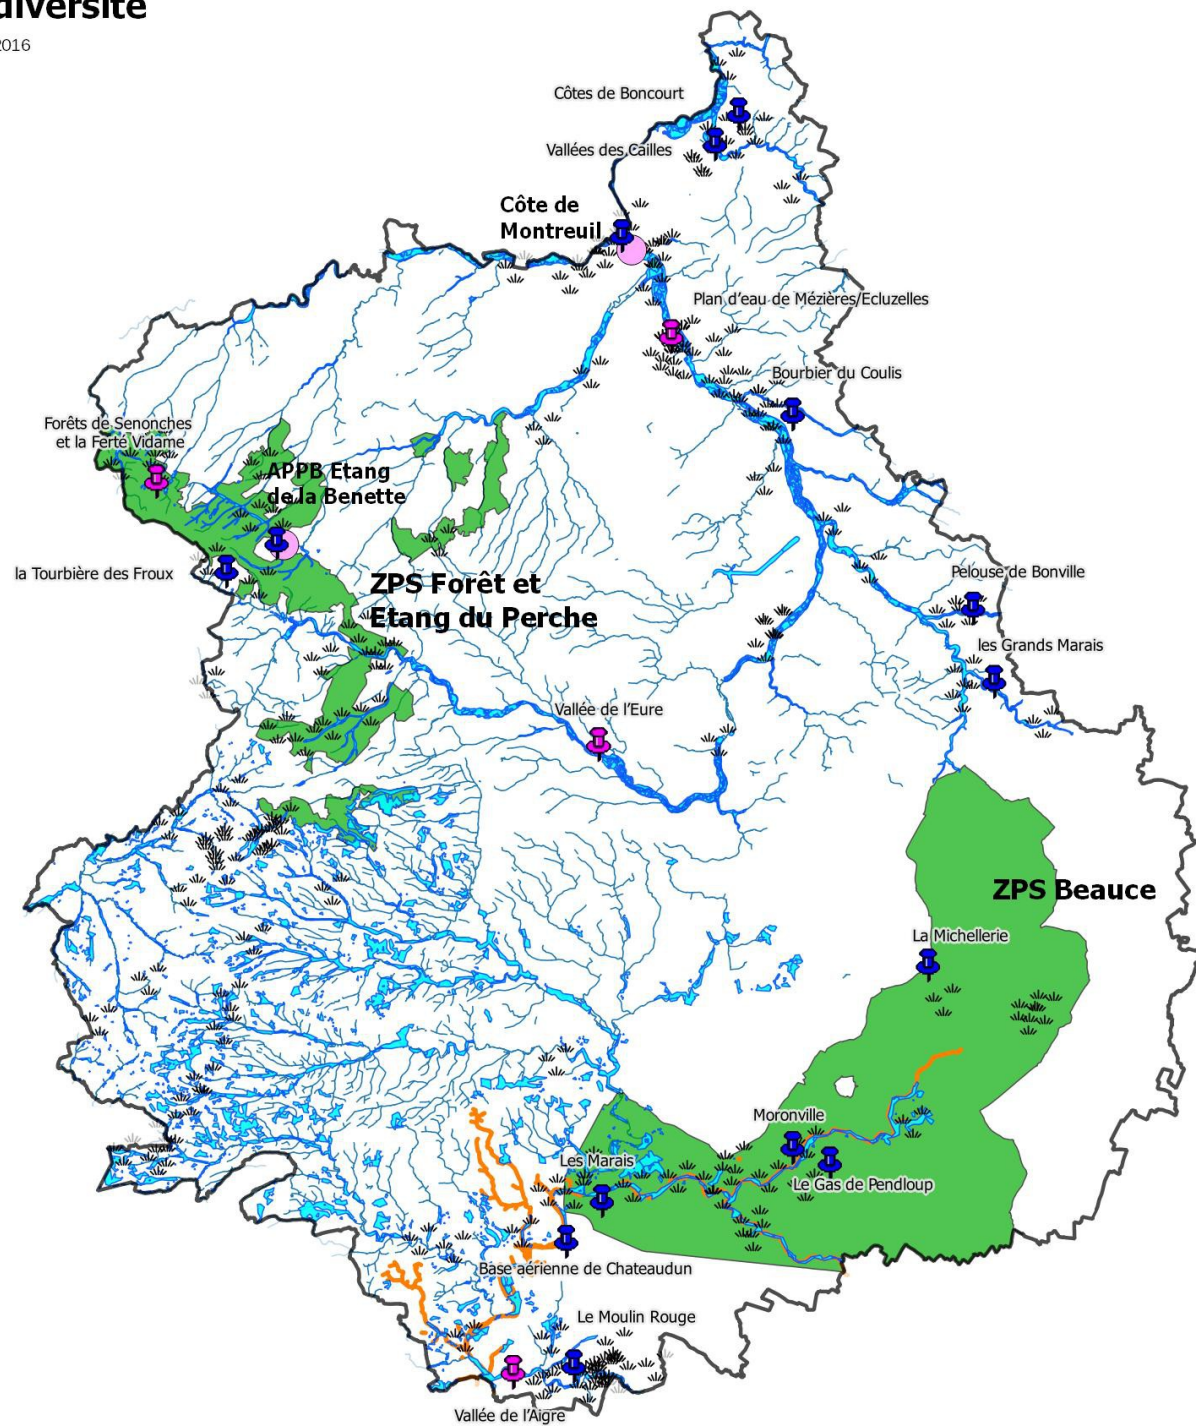 diversité
2016
Côtes de Boncourt
Vallées des Cailles
Côte de
Montreuil
Plan d'eau de Mézières/Ecluzelles
Bourbier du Coulis
Forêts de Senonches
et la Ferté Vidame
APPB Etang
de la Benette
la Tourbière des Froux
ZPS Forêt et
Etang du Perche
Pelouse de Bonville
les Grands Marais
Vallée de l'Eure
ZPS Beauce
La Michellerie
Moronville
Les Marais
Le Gas de Pendloup
Base aérienne de Chateaudun
Le Moulin Rouge
Vallée de l'Aigre